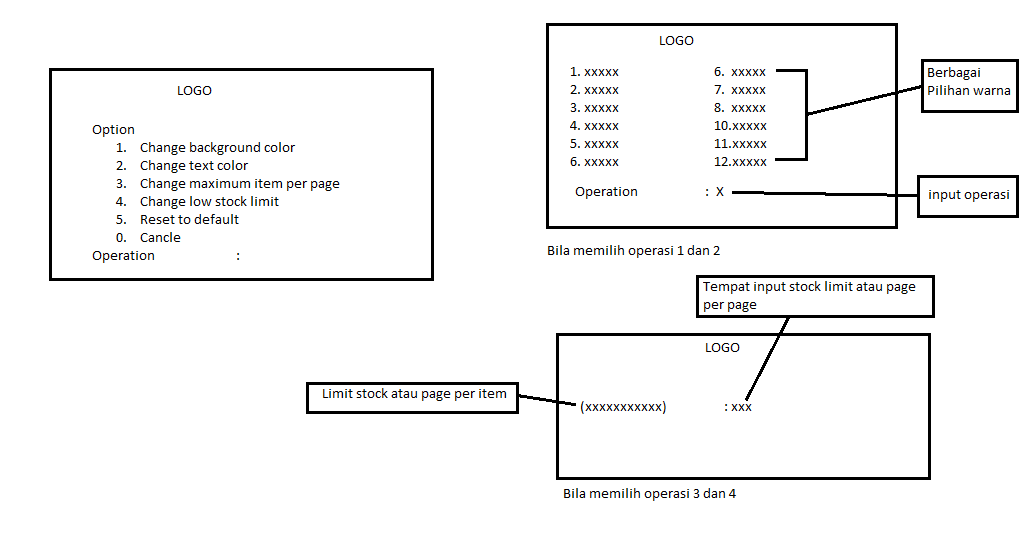 LOGO
Option
1. Change background color
2. Change text color
3. Change maximum item per page
4. Change low stock limit
5. Reset to default
0. Cancle
Operation :
LOGO
1. xxxxx 6. xxxxx
2. xxxxx 7. xxxxx
3. xxxxx 8. xxxxx
4. xxxxx 10.xxxxx
5. xxxxx 11.xxxxx
6. xxxxx 12.xxxxx
Operation : X
Berbagai
Pilihan warna
input operasi
Bila memilih operasi 1 dan 2
Tempat input stock limit atau page
per page
LOGO
Limit stock atau page per item
(xxxxxxxxxxx) : xxx
Bila memilih operasi 3 dan 4